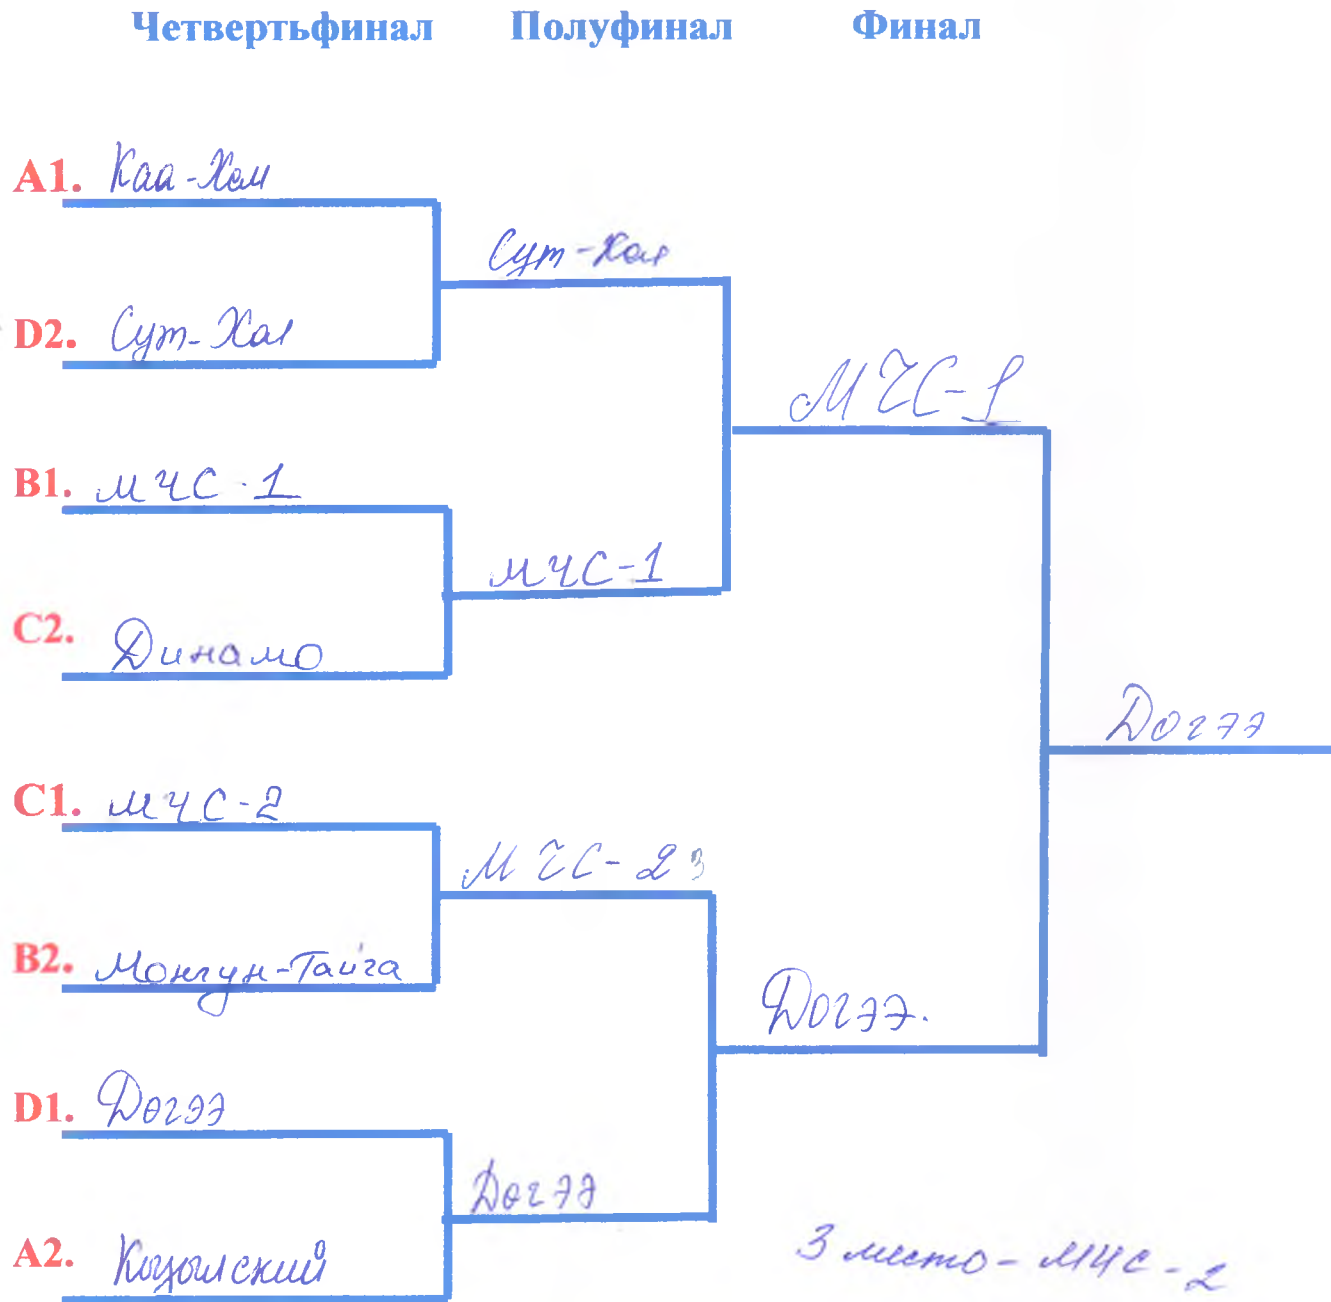 Четвертьфинал Полуфинал Финал
A1. Каа-Хем
Сут-Хол
D2. Сут-Хол
МЧС-1
B1. МЧС-1
МЧС-1
C2. Динамо
Догээ
C1. МЧС-2
МЧС-2 3
B2. Монгун-Тайга
Догээ.
D1. Догээ
Догээ
A2. Кызылский
3 место - МЧС-2